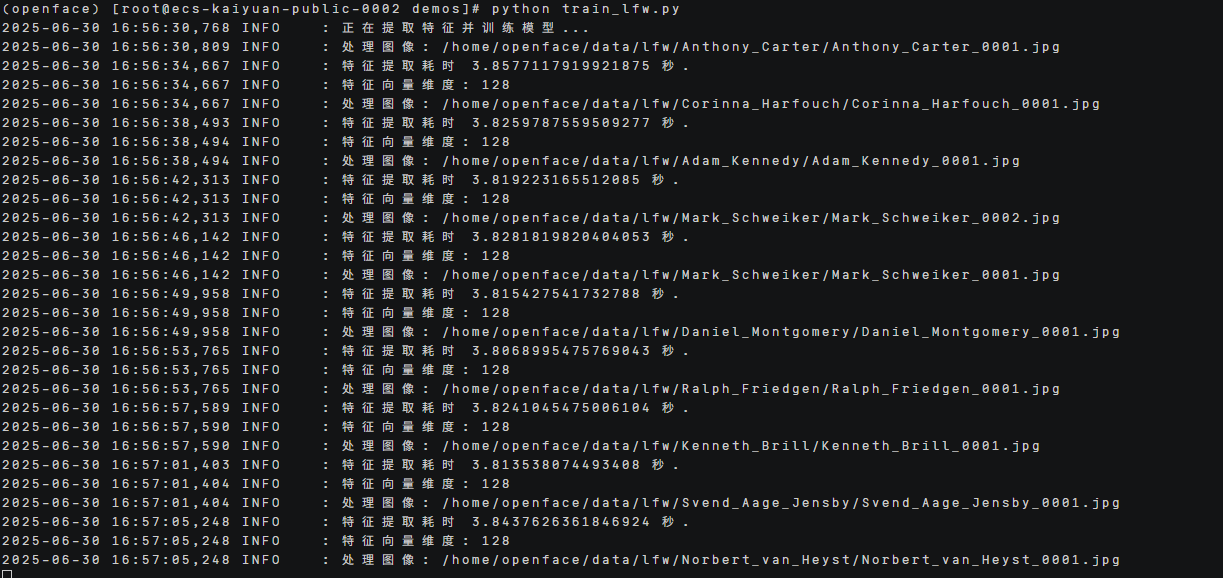 (openface) [root@ecs-kaiyuan-public-0002 demos]# python train_lfw.py
2025-06-30 16:56:30,768 INFO    : 正在提取特征并训练模型...
2025-06-30 16:56:30,809 INFO    : 处理图像: /home/openface/data/lfw/Anthony_Carter/Anthony_Carter_0001.jpg
2025-06-30 16:56:34,667 INFO    : 特征提取耗时 3.8577117919921875 秒.
2025-06-30 16:56:34,667 INFO    : 特征向量维度: 128
2025-06-30 16:56:34,667 INFO    : 处理图像: /home/openface/data/lfw/Corinna_Harfouch/Corinna_Harfouch_0001.jpg
2025-06-30 16:56:38,493 INFO    : 特征提取耗时 3.8259787559509277 秒.
2025-06-30 16:56:38,494 INFO    : 特征向量维度: 128
2025-06-30 16:56:38,494 INFO    : 处理图像: /home/openface/data/lfw/Adam_Kennedy/Adam_Kennedy_0001.jpg
2025-06-30 16:56:42,313 INFO    : 特征提取耗时 3.819223165512085 秒.
2025-06-30 16:56:42,313 INFO    : 特征向量维度: 128
2025-06-30 16:56:42,313 INFO    : 处理图像: /home/openface/data/lfw/Mark_Schweiker/Mark_Schweiker_0002.jpg
2025-06-30 16:56:46,142 INFO    : 特征提取耗时 3.8281819820404053 秒.
2025-06-30 16:56:46,142 INFO    : 特征向量维度: 128
2025-06-30 16:56:46,142 INFO    : 处理图像: /home/openface/data/lfw/Mark_Schweiker/Mark_Schweiker_0001.jpg
2025-06-30 16:56:49,958 INFO    : 特征提取耗时 3.815427541732788 秒.
2025-06-30 16:56:49,958 INFO    : 特征向量维度: 128
2025-06-30 16:56:49,958 INFO    : 处理图像: /home/openface/data/lfw/Daniel_Montgomery/Daniel_Montgomery_0001.jpg
2025-06-30 16:56:53,765 INFO    : 特征提取耗时 3.8068995475769043 秒.
2025-06-30 16:56:53,765 INFO    : 特征向量维度: 128
2025-06-30 16:56:53,765 INFO    : 处理图像: /home/openface/data/lfw/Ralph_Friedgen/Ralph_Friedgen_0001.jpg
2025-06-30 16:56:57,589 INFO    : 特征提取耗时 3.8241045475006104 秒.
2025-06-30 16:56:57,590 INFO    : 特征向量维度: 128
2025-06-30 16:56:57,590 INFO    : 处理图像: /home/openface/data/lfw/Kenneth_Brill/Kenneth_Brill_0001.jpg
2025-06-30 16:57:01,403 INFO    : 特征提取耗时 3.813538074493408 秒.
2025-06-30 16:57:01,404 INFO    : 特征向量维度: 128
2025-06-30 16:57:01,404 INFO    : 处理图像: /home/openface/data/lfw/Svend_Aage_Jensby/Svend_Aage_Jensby_0001.jpg
2025-06-30 16:57:05,248 INFO    : 特征提取耗时 3.8437626361846924 秒.
2025-06-30 16:57:05,248 INFO    : 特征向量维度: 128
2025-06-30 16:57:05,248 INFO    : 处理图像: /home/openface/data/lfw/Norbert_van_Heyst/Norbert_van_Heyst_0001.jpg